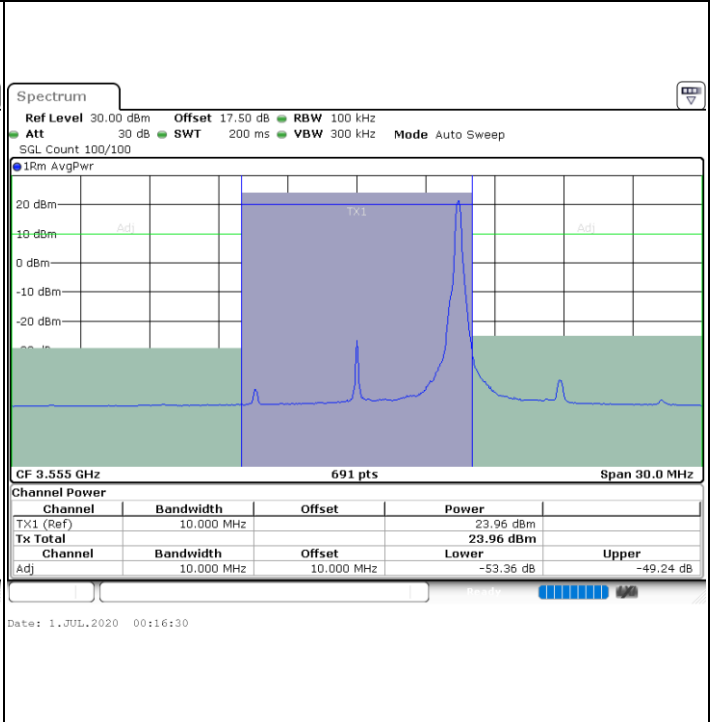 Spectrum
Ref Level 30.00 dBm Offset 17.50 dB RBW 100 kHz
Att 30 dB SWT 200 ms VBW 300 kHz Mode Auto Sweep
SGL Count 100/100
1Rm AvgPwr
20 dBm
TX1
Adj
Adj
10 dBm
0 dBm
-10 dBm
-20 dBm
CF 3.555 GHz 691 pts Span 30.0 MHz
Channel Power
Channel Bandwidth Offset Power
TX1 (Ref) 10.000 MHz 23.96 dBm
Tx Total 23.96 dBm
Channel Bandwidth Offset Lower Upper
Adj 10.000 MHz 10.000 MHz -53.36 dB -49.24 dB
Ready
Date: 1.JUL.2020 00:16:30